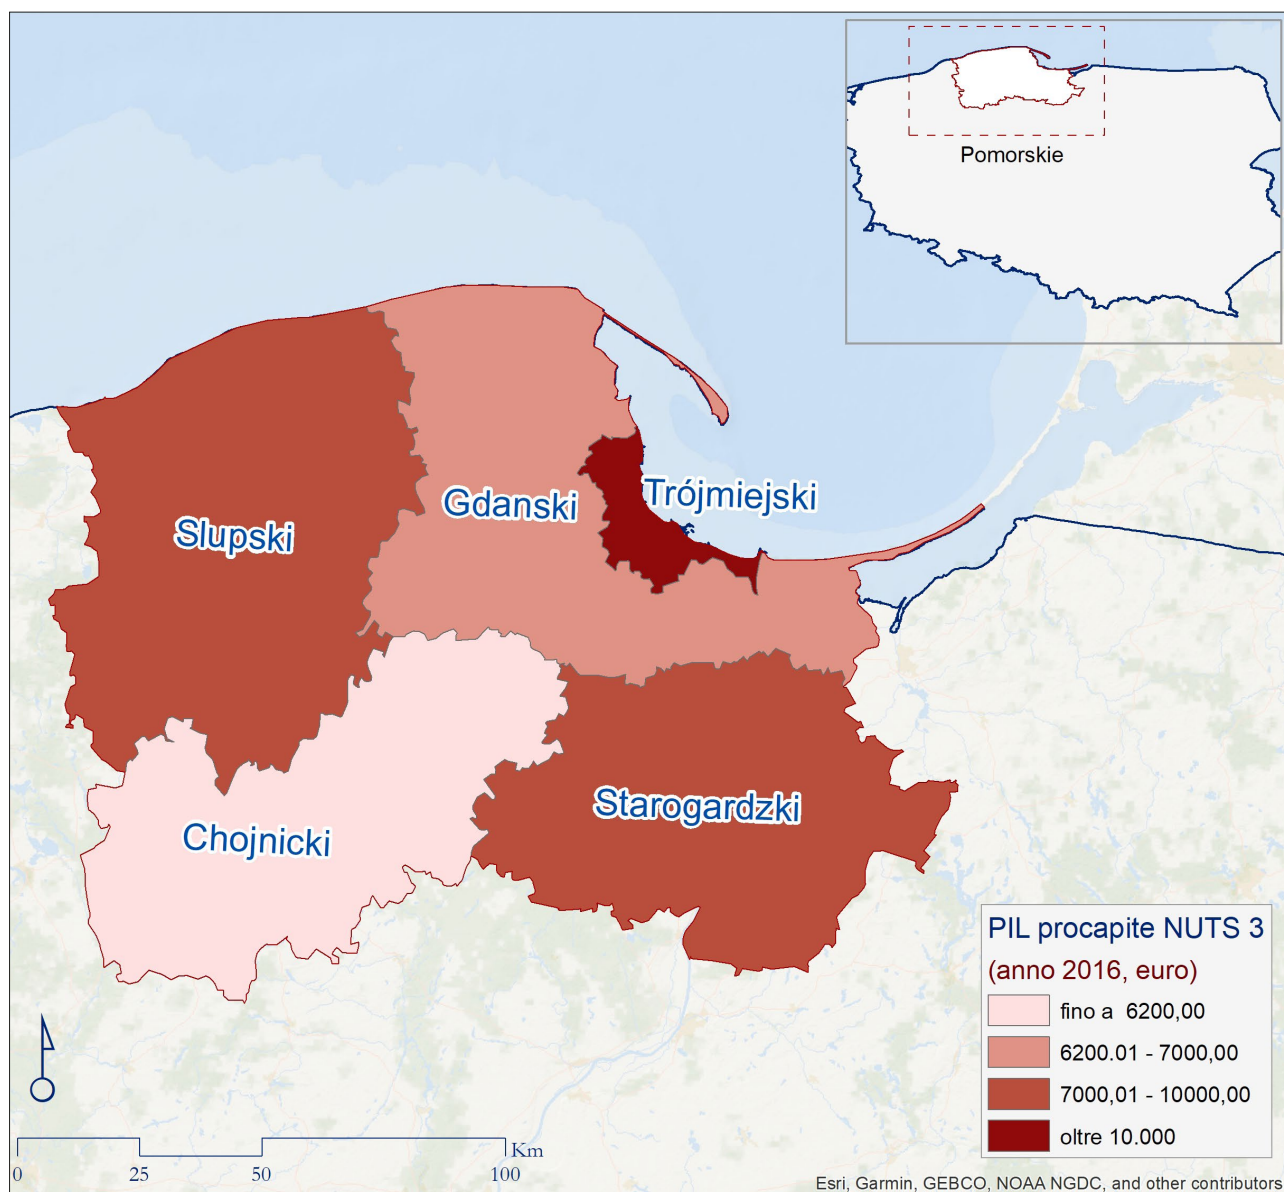 Pomorskie
Trójmiejski
Gdanski
Slupski
Starogardzki
Chojnicki
PIL procapite NUTS 3
(anno 2016, euro)
fino a 6200,00
6200.01 - 7000,00
7000,01 - 10000,00
oltre 10.000
Km
0 25 50 100
Esri, Garmin, GEBCO, NOAA NGDC, and other contributors